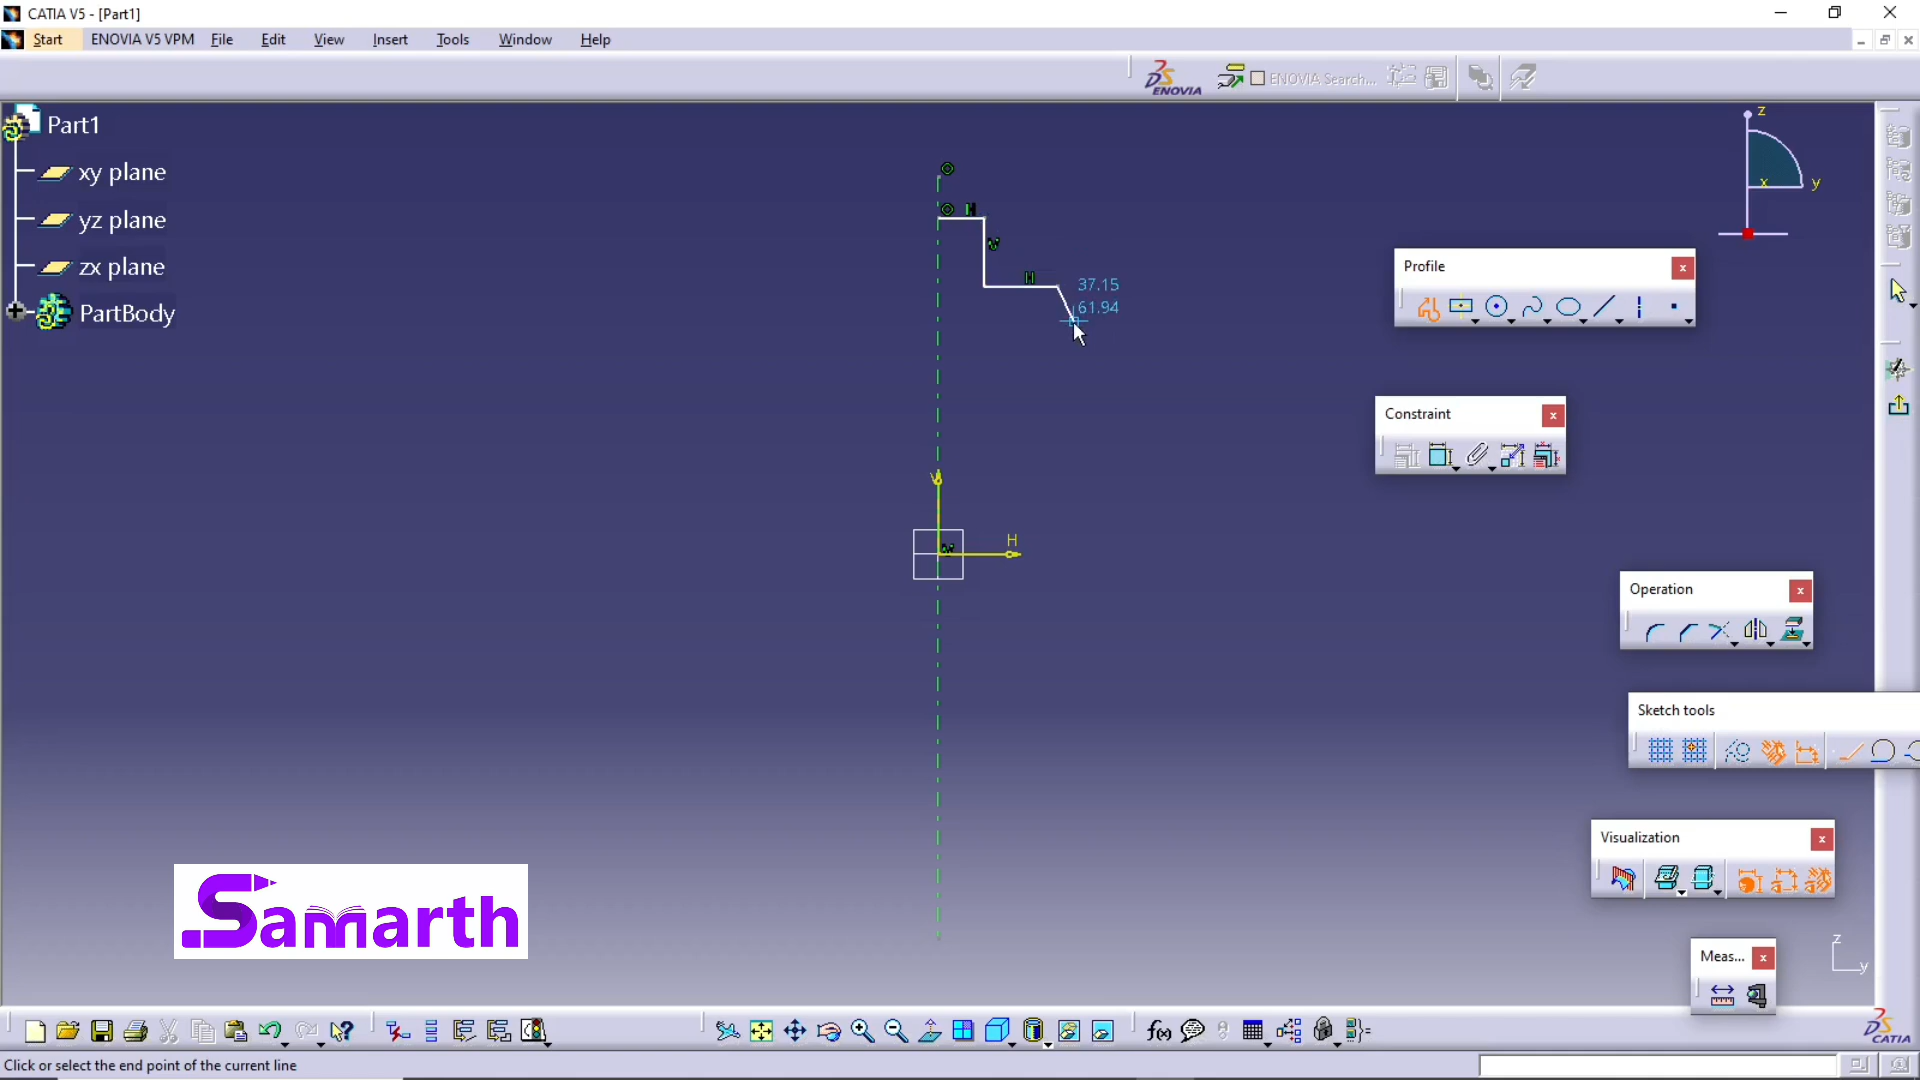 CATIA V5 - [Part1]
Start ENOVIA V5 VPM File Edit View Insert Tools Window Help
DS ENOVIA ENOVIA Search...
Part1
xy plane
yz plane
zx plane
PartBody
z
x y
H
V
H
37.15
61.94
V
H
V
Profile x
Constraint x
Operation x
Sketch tools
Visualization x
Meas... x
z
y
Samarth
f(x)
DS CATIA
Click or select the end point of the current line